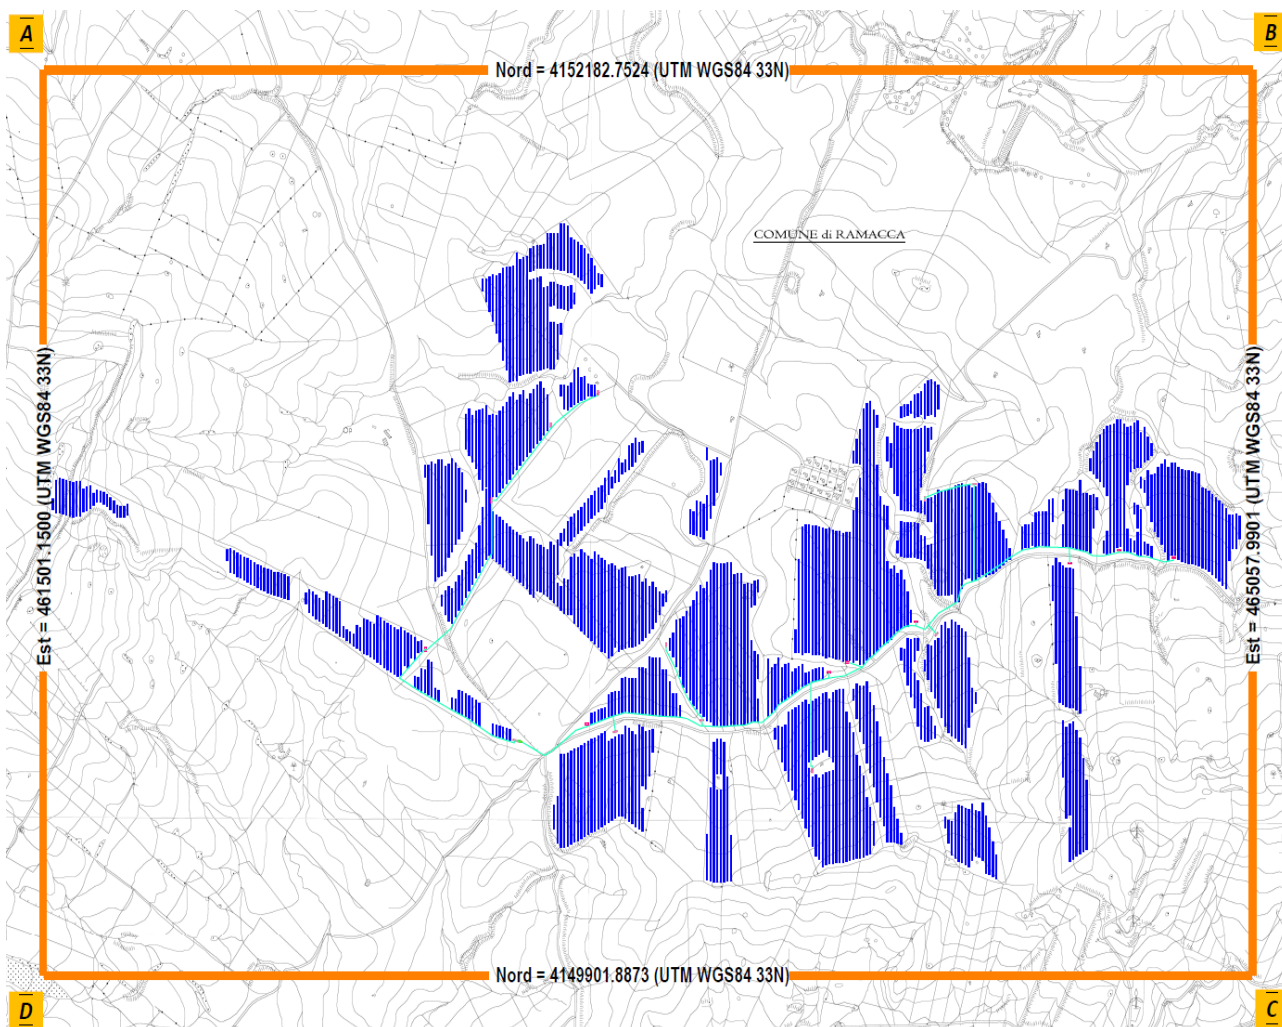 A
B
Nord = 4152182.7524 (UTM WGS84 33N)
COMUNE di RAMACCA
Est = 461501.1500 (UTM WGS84 33N)
Est = 465057.9901 (UTM WGS84 33N)
Nord = 4149901.8873 (UTM WGS84 33N)
D
C